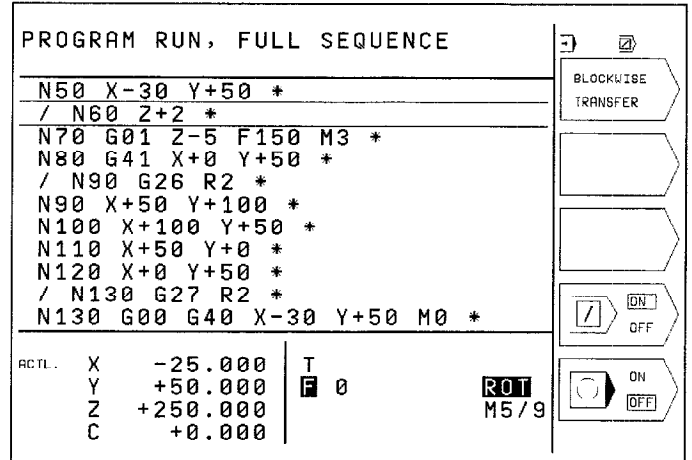 PROGRAM RUN, FULL SEQUENCE
N50 X-30 Y+50 *
/ N60 Z+2 *
N70 G01 Z-5 F150 M3 *
N80 G41 X+0 Y+50 *
/ N90 G26 R2 *
N90 X+50 Y+100 *
N100 X+100 Y+50 *
N110 X+50 Y+0 *
N120 X+0 Y+50 *
/ N130 G27 R2 *
N130 G00 G40 X-30 Y+50 M0 *
ACTL. X -25.000
Y +50.000
Z +250.000
C +0.000
T
F 0
ROT
M5/9
BLOCKWISE
TRANSFER
/ ON
OFF
ON
OFF